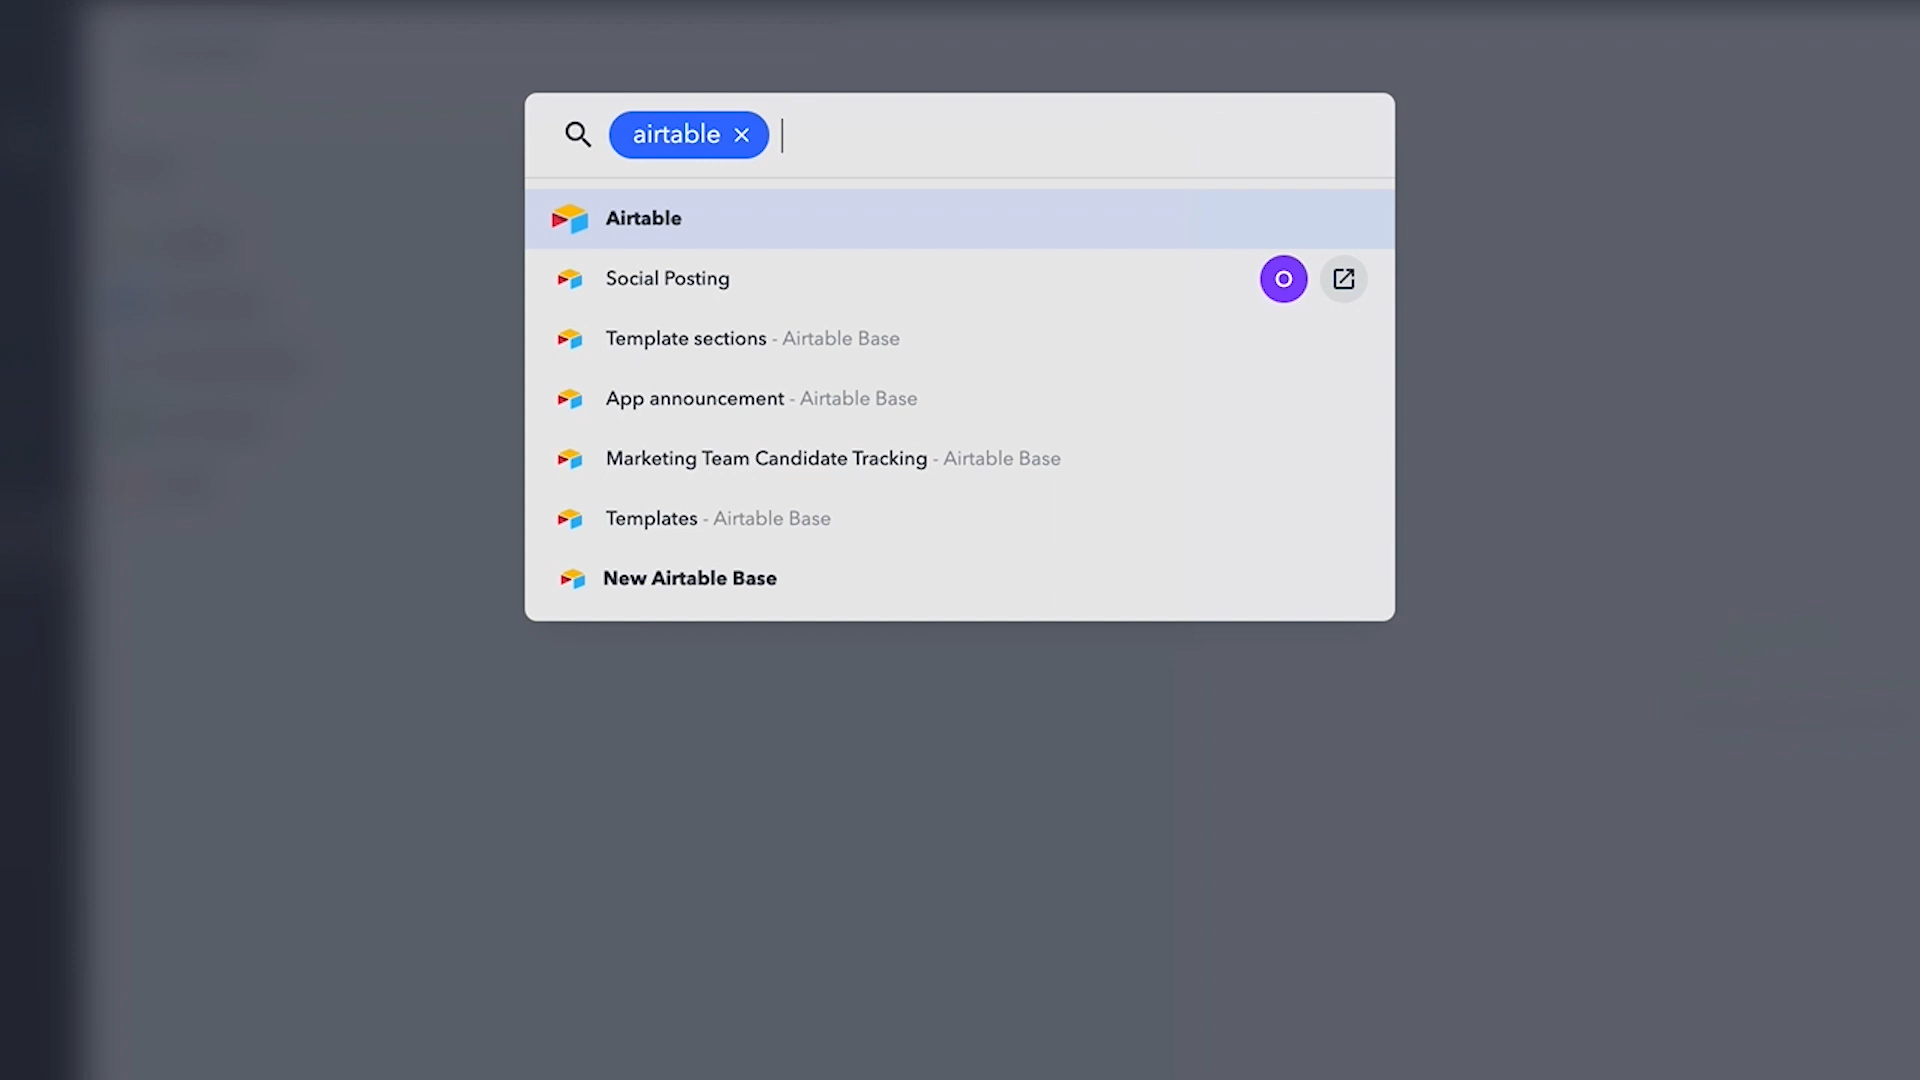 airtable
Airtable
Social Posting
Template sections - Airtable Base
App announcement - Airtable Base
Marketing Team Candidate Tracking - Airtable Base
Templates - Airtable Base
New Airtable Base